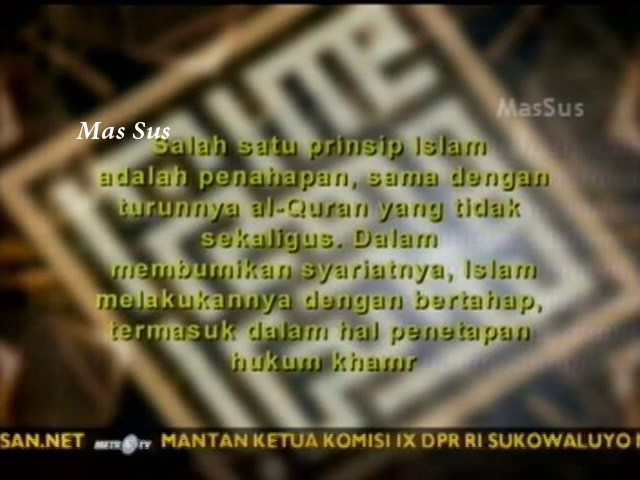 MasSus
Mas Sus
Salah satu prinsip Islam
adalah penahapan, sama dengan
turunnya al-Quran yang tidak
sekaligus. Dalam
membumikan syariatnya, Islam
melakukannya dengan bertahap,
termasuk dalam hal penetapan
hukum khamr
SAN.NET METRO TV MANTAN KETUA KOMISI IX DPR RI SUKOWALUYO